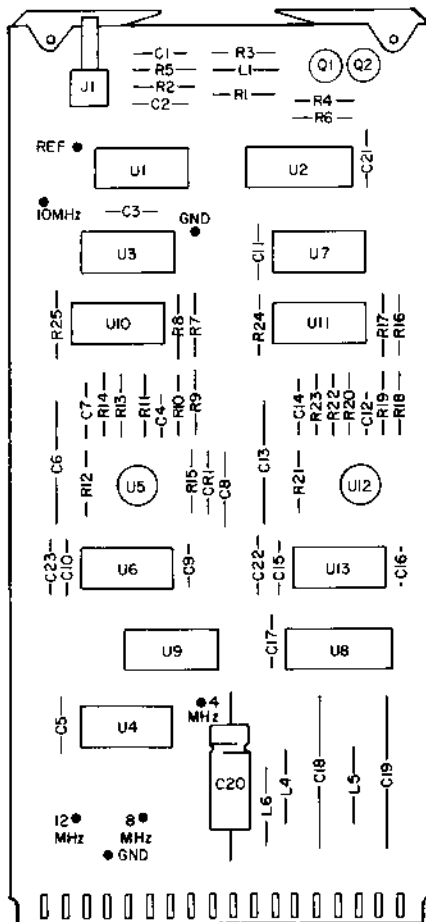 J1
C1
R5
R2
C2
R3
L1
R1
Q1
Q2
R4
R6
REF
U1
U2
C21
10MHz
C3
GND
U3
C11
U7
R25
U10
R8
R7
R24
U11
R17
R16
C7
R14
R13
R11
C4
R10
R9
C14
R23
R22
R20
C12
R19
R18
C6
R12
U5
R15
CR1
C8
C13
R21
U12
C23
C10
U6
C9
C22
C15
U13
C16
U9
C17
U8
C5
U4
4
MHz
C20
L6
L4
C18
L5
C19
12
MHz
8
MHz
GND